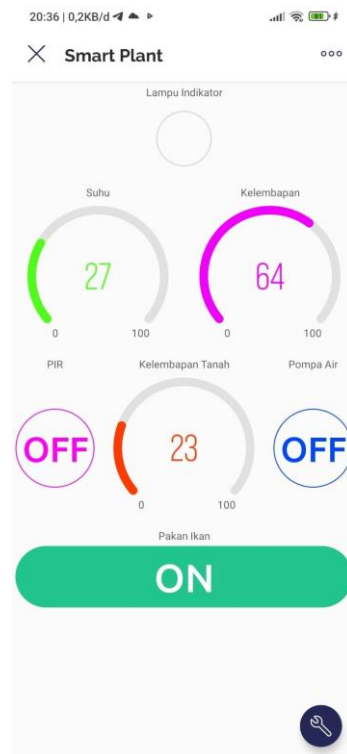 20:36 | 0,2KB/d
81
Smart Plant
Lampu Indikator
Suhu
Kelembapan
27
64
0 100
0 100
PIR
Kelembapan Tanah
Pompa Air
OFF
23
OFF
0 100
Pakan Ikan
ON